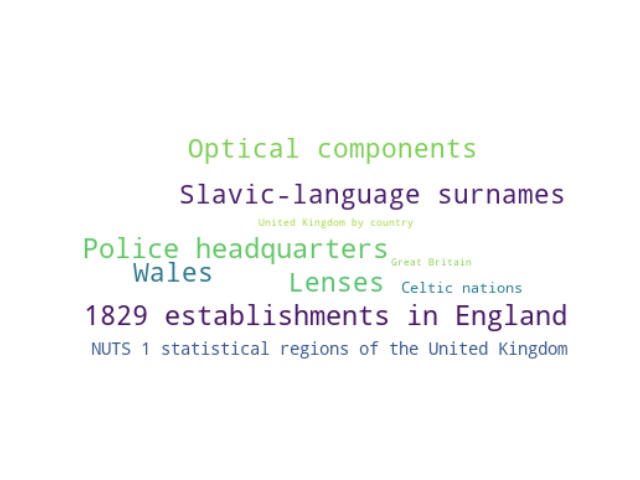 Optical components
Slavic-language surnames
United Kingdom by country
Police headquarters
Great Britain
Wales
Lenses
Celtic nations
1829 establishments in England
NUTS 1 statistical regions of the United Kingdom